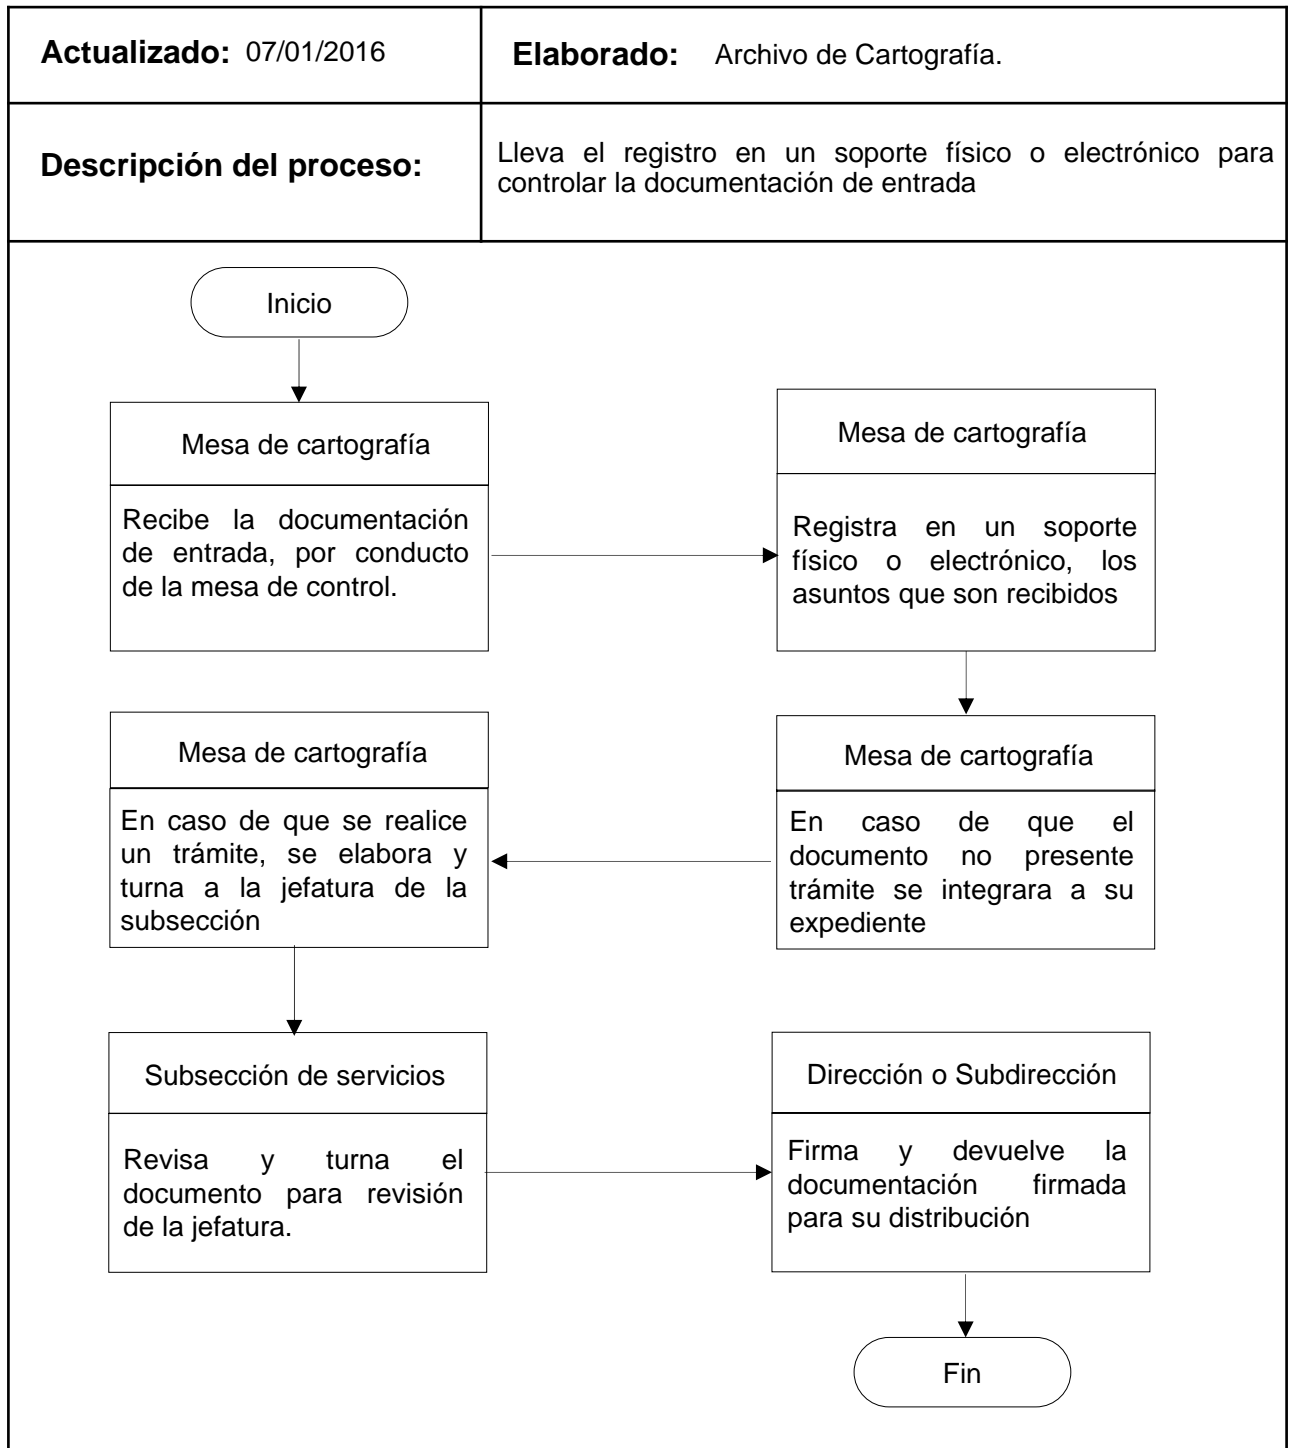 Actualizado: 07/01/2016
Elaborado: Archivo de Cartografía.
Descripción del proceso:
Lleva el registro en un soporte físico o electrónico para
controlar la documentación de entrada
Inicio
Mesa de cartografía
Recibe la documentación
de entrada, por conducto
de la mesa de control.
Mesa de cartografía
Registra en un soporte
físico o electrónico, los
asuntos que son recibidos
Mesa de cartografía
En caso de que el
documento no presente
trámite se integrara a su
expediente
Mesa de cartografía
En caso de que se realice
un trámite, se elabora y
turna a la jefatura de la
subsección
Subsección de servicios
Revisa y turna el
documento para revisión
de la jefatura.
Dirección o Subdirección
Firma y devuelve la
documentación firmada
para su distribución
Fin